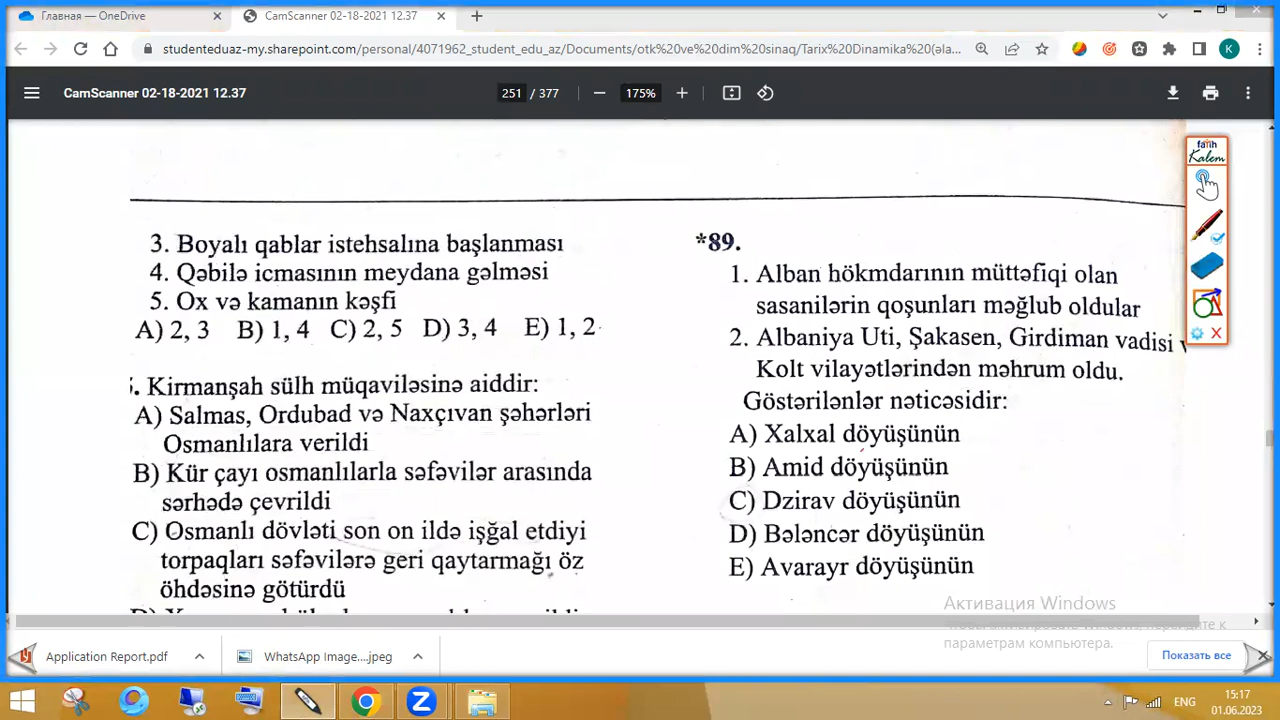 Главная — OneDrive
CamScanner 02-18-2021 12.37
studenteduaz-my.sharepoint.com/personal/4071962_student_edu_az/Documents/otk%20ve%20dim%20sinaq/Tarix%20Dinamika%20(əla...
K
CamScanner 02-18-2021 12.37
251 / 377
175%
fatih
Kalem
3. Boyalı qablar istehsalına başlanması
4. Qəbilə icmasının meydana gəlməsi
5. Ox və kamanın kəşfi
A) 2, 3 B) 1, 4 C) 2, 5 D) 3, 4 E) 1, 2
. Kirmanşah sülh müqaviləsinə aiddir:
A) Salmas, Ordubad və Naxçıvan şəhərləri
Osmanlılara verildi
B) Kür çayı osmanlılarla səfəvilər arasında
sərhədə çevrildi
C) Osmanlı dövləti son on ildə işğal etdiyi
torpaqları səfəvilərə geri qaytarmağı öz
öhdəsinə götürdü
*89.
1. Alban hökmdarının müttəfiqi olan
sasanilərin qoşunları məğlub oldular
2. Albaniya Uti, Şakasen, Girdiman vadisi v
Kolt vilayətlərindən məhrum oldu.
Göstərilənlər nəticəsidir:
A) Xalxal döyüşünün
B) Amid döyüşünün
C) Dzirav döyüşünün
D) Bələncər döyüşünün
E) Avarayr döyüşünün
Активация Windows
параметрам компьютера.
Application Report.pdf
WhatsApp Image....jpeg
Показать все
ENG
15:17
01.06.2023